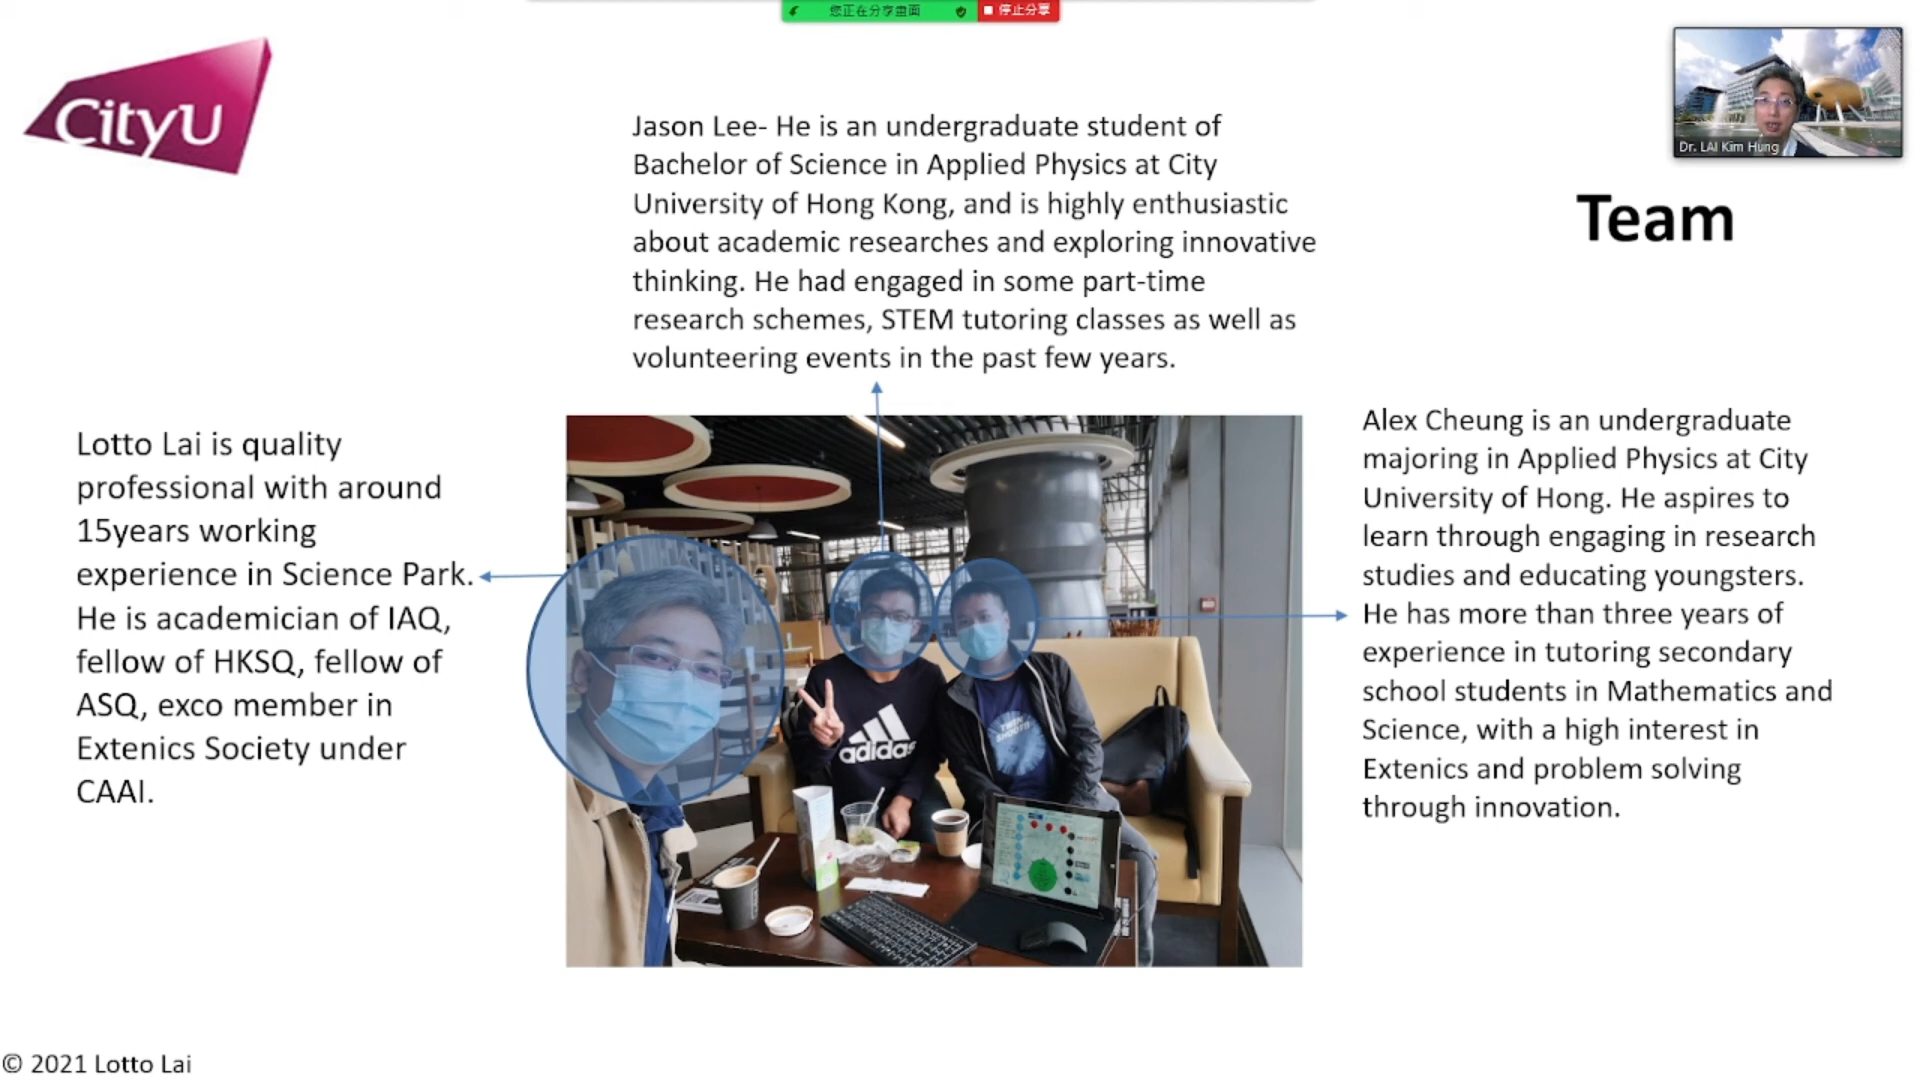 您正在分享畫面
停止分享
CityU
Dr. LAI Kim Hung
Team
Jason Lee- He is an undergraduate student of
Bachelor of Science in Applied Physics at City
University of Hong Kong, and is highly enthusiastic
about academic researches and exploring innovative
thinking. He had engaged in some part-time
research schemes, STEM tutoring classes as well as
volunteering events in the past few years.
Lotto Lai is quality
professional with around
15years working
experience in Science Park.
He is academician of IAQ,
fellow of HKSQ, fellow of
ASQ, exco member in
Extenics Society under
CAAI.
adidas
Alex Cheung is an undergraduate
majoring in Applied Physics at City
University of Hong. He aspires to
learn through engaging in research
studies and educating youngsters.
He has more than three years of
experience in tutoring secondary
school students in Mathematics and
Science, with a high interest in
Extenics and problem solving
through innovation.
© 2021 Lotto Lai